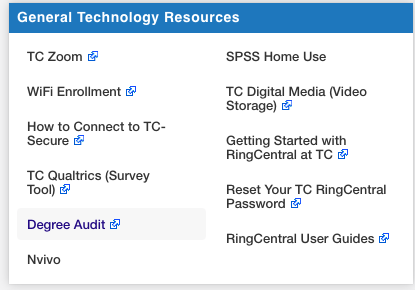 General Technology Resources
TC Zoom
WiFi Enrollment
How to Connect to TC-
Secure
TC Qualtrics (Survey
Tool)
Degree Audit
Nvivo
SPSS Home Use
TC Digital Media (Video
Storage)
Getting Started with
RingCentral at TC
Reset Your TC RingCentral
Password
RingCentral User Guides